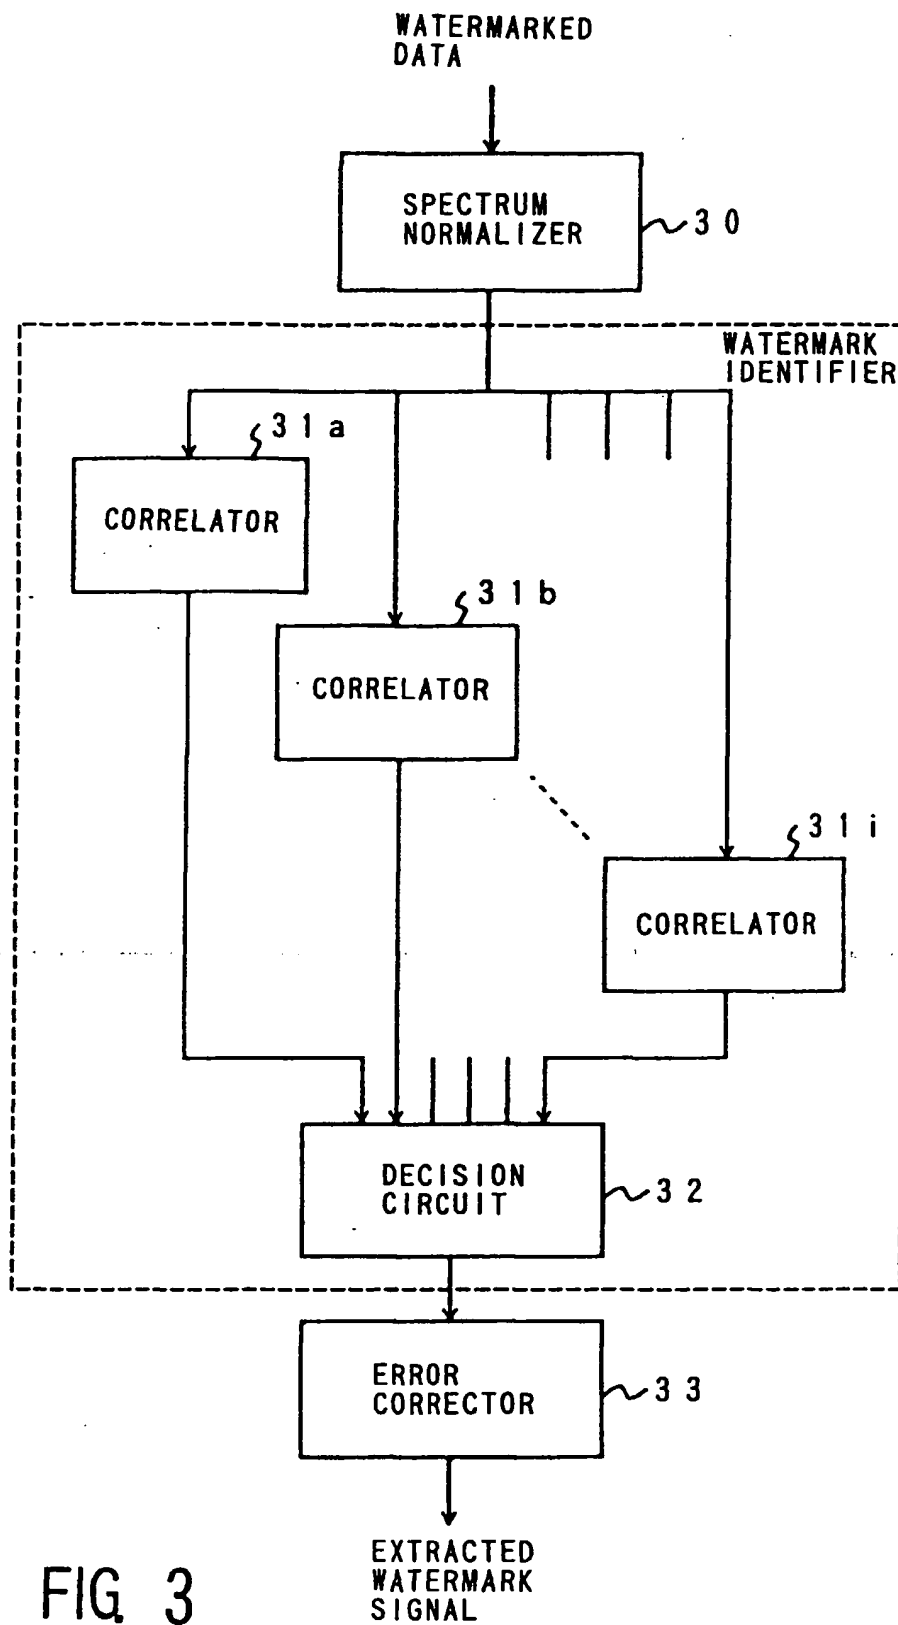 WATERMARKED
DATA
SPECTRUM
NORMALIZER
30
WATERMARK
IDENTIFIER
31a
CORRELATOR
31b
CORRELATOR
31i
CORRELATOR
DECISION
CIRCUIT
32
ERROR
CORRECTOR
33
EXTRACTED
WATERMARK
SIGNAL
FIG. 3